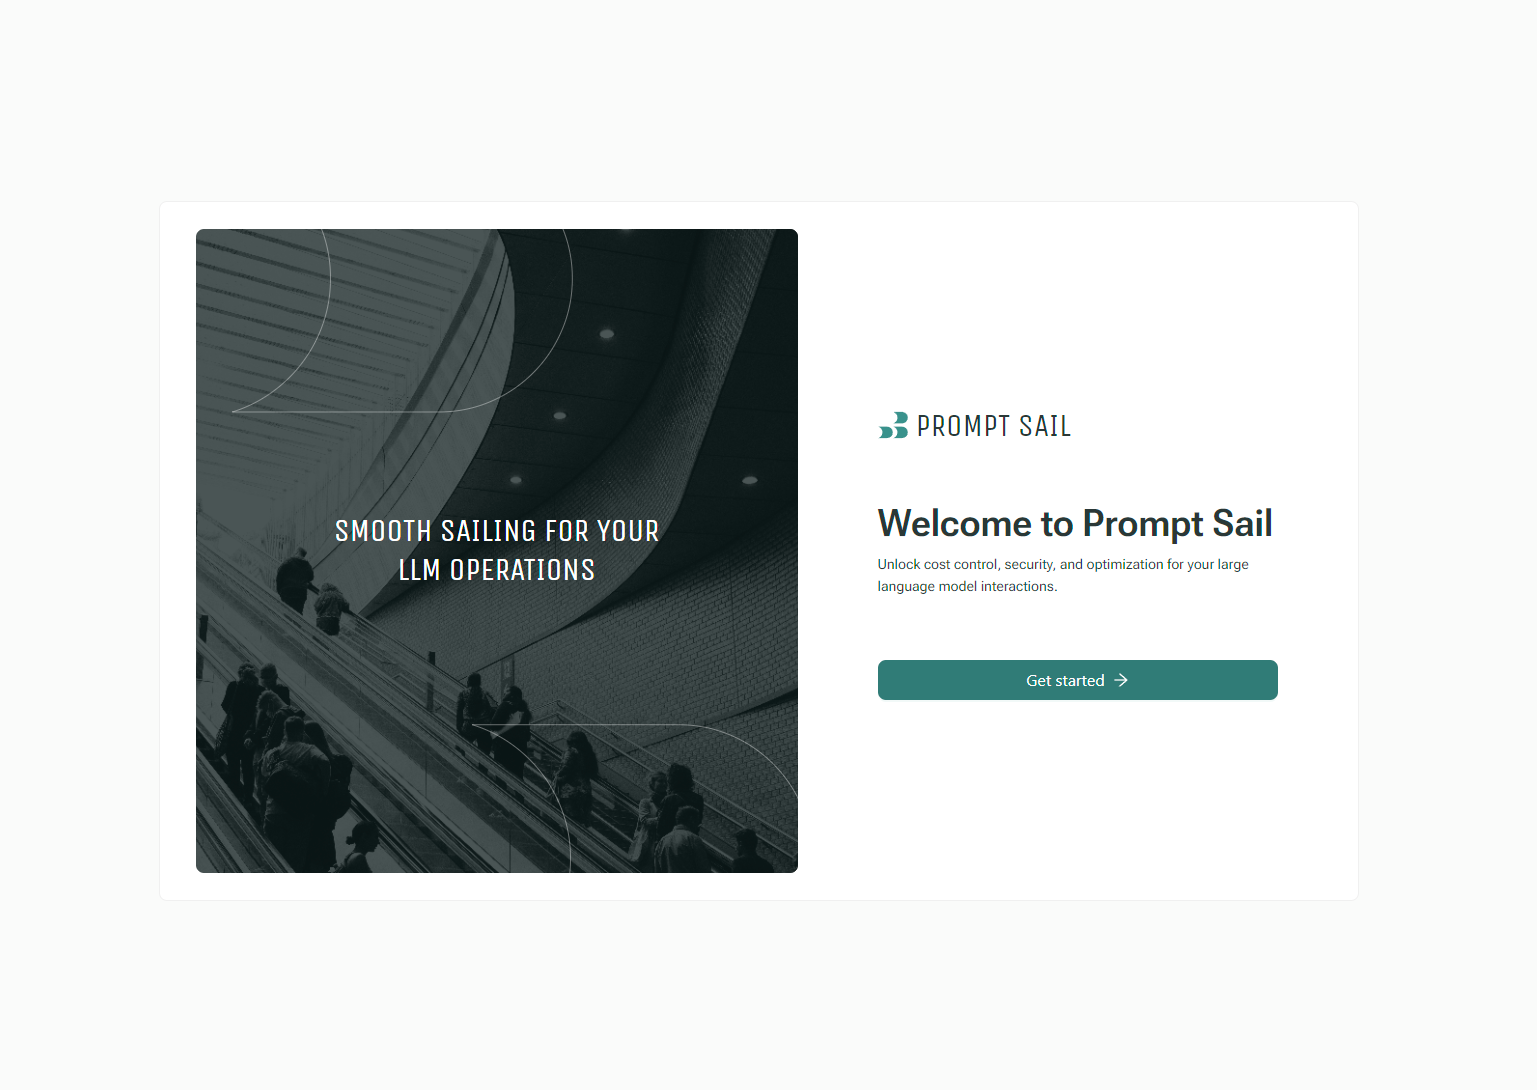 SMOOTH SAILING FOR YOUR
LLM OPERATIONS
PROMPT SAIL
Welcome to Prompt Sail
Unlock cost control, security, and optimization for your large
language model interactions.
Get started